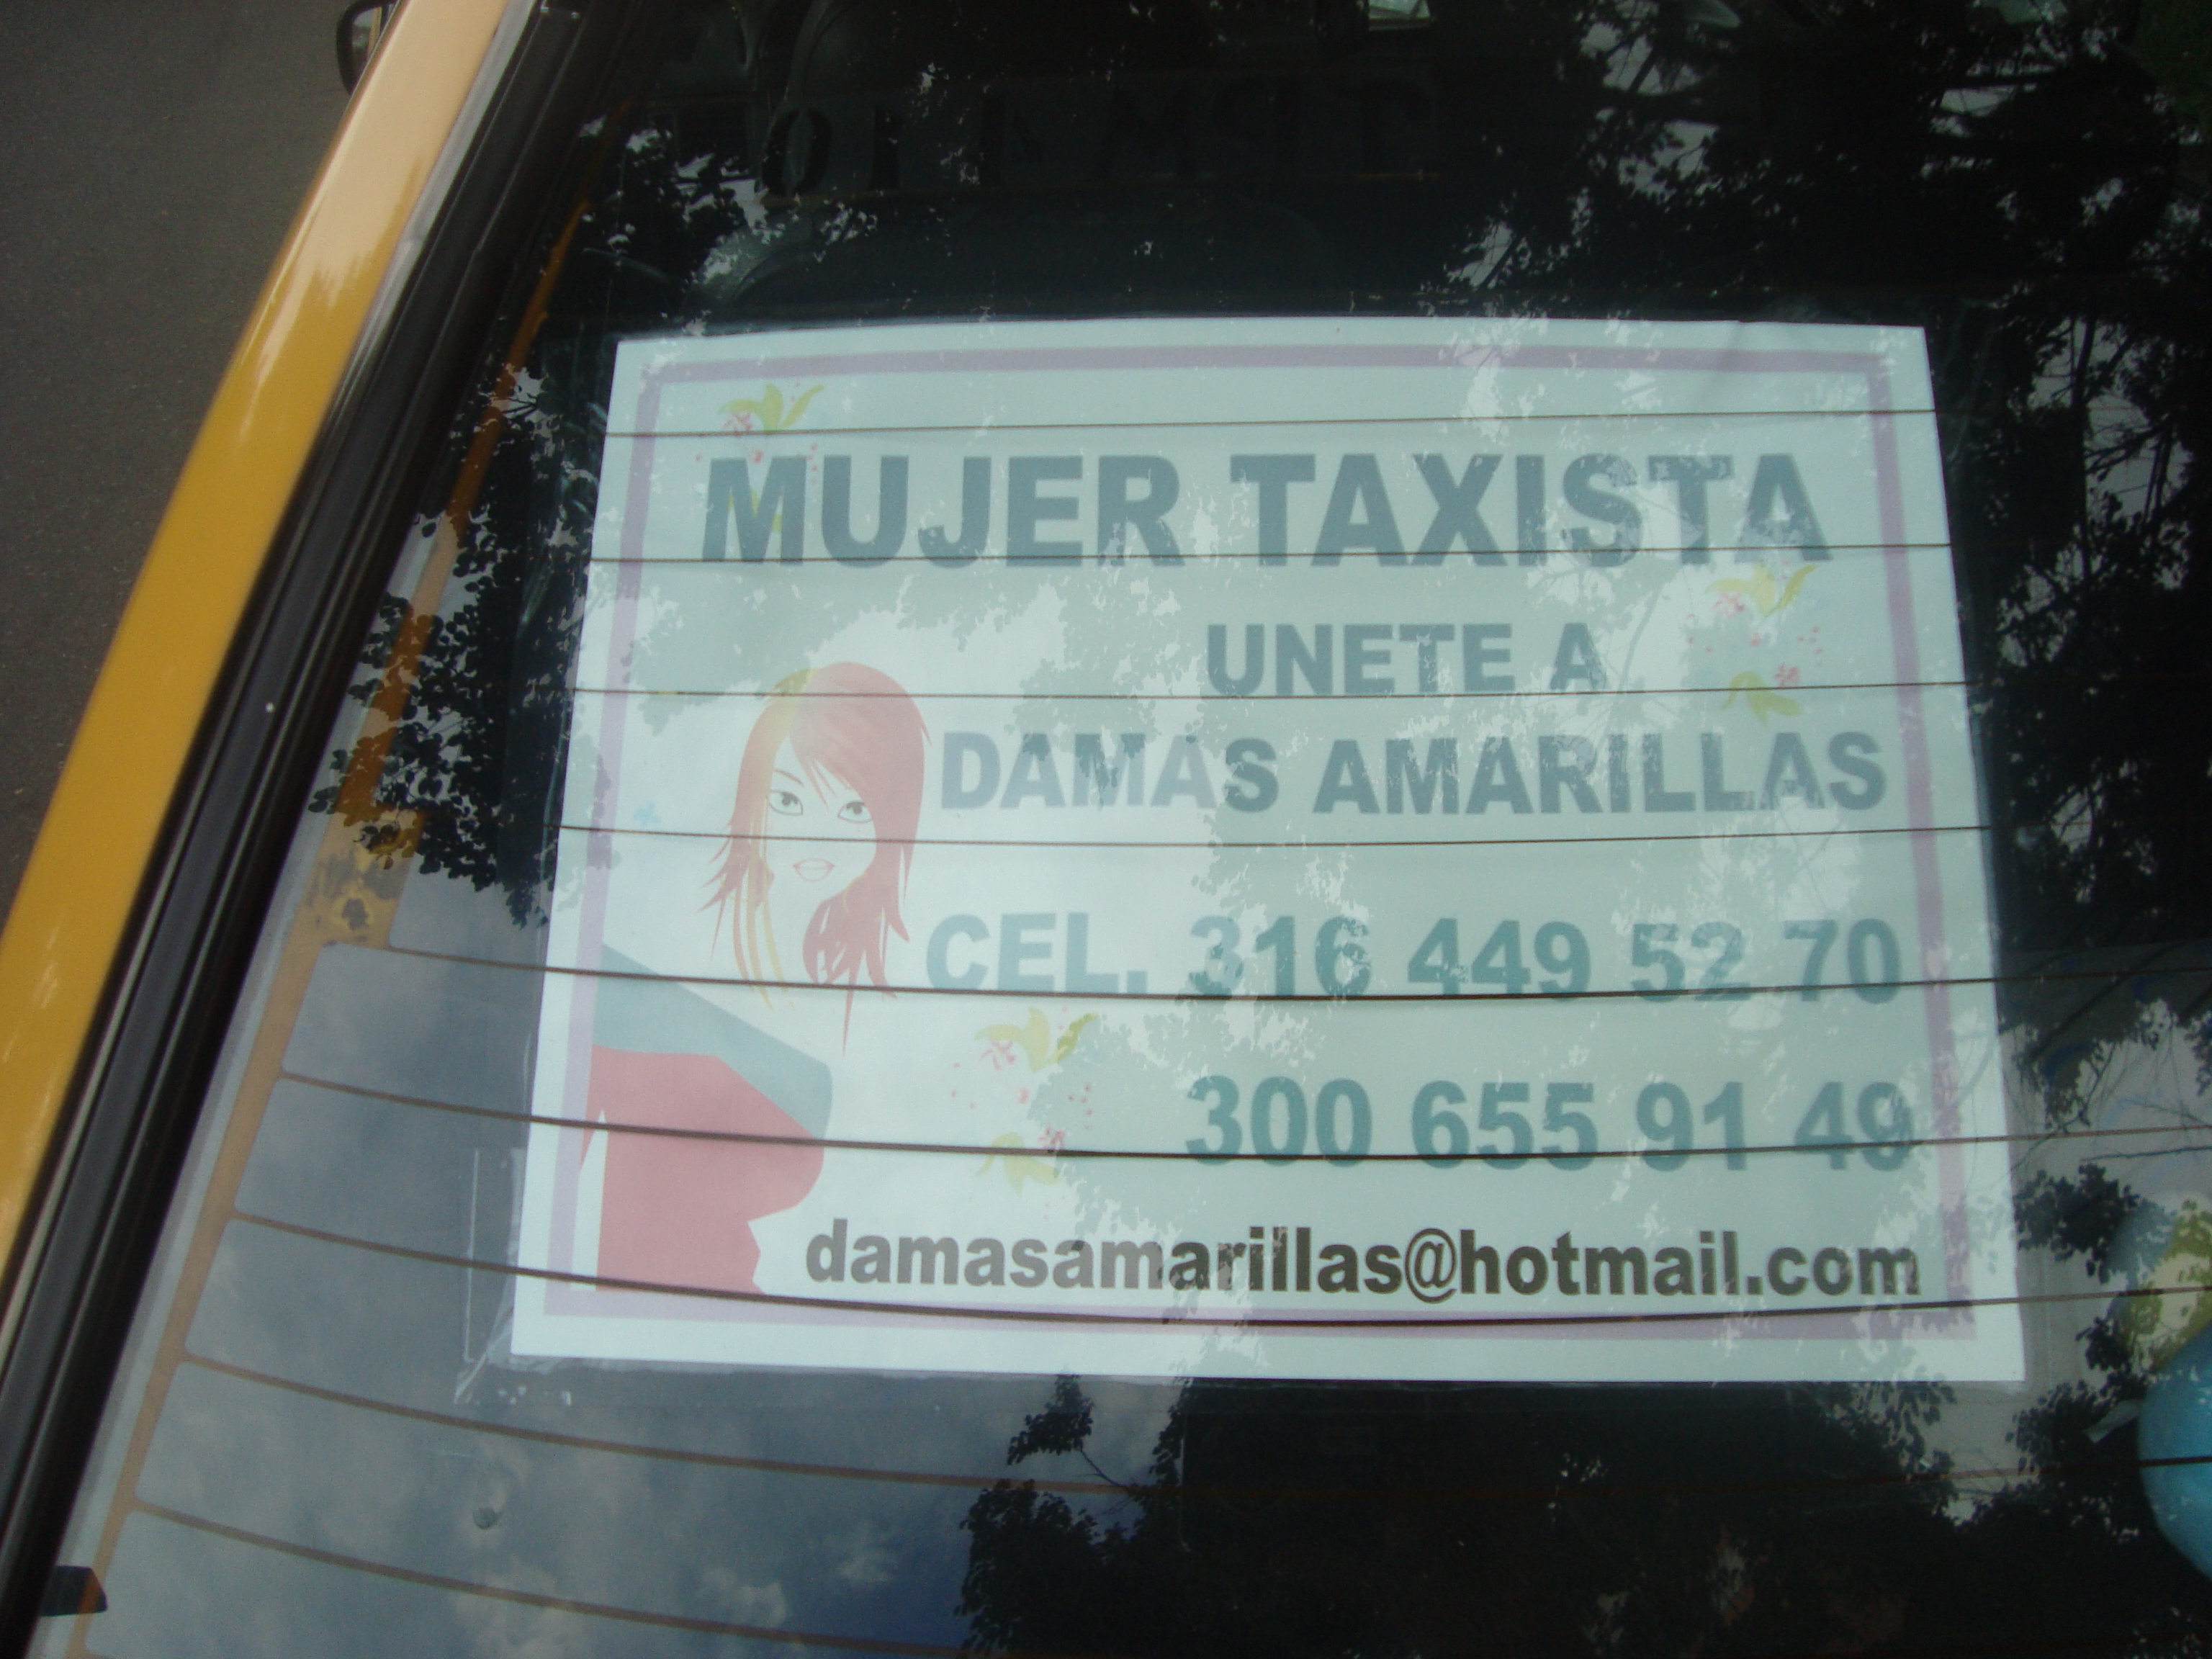 MUJER TAXISTA
UNETE A
DAMAS AMARILLAS
CEL. 316 449 52 70
300 655 91 49
damasamarillas@hotmail.com